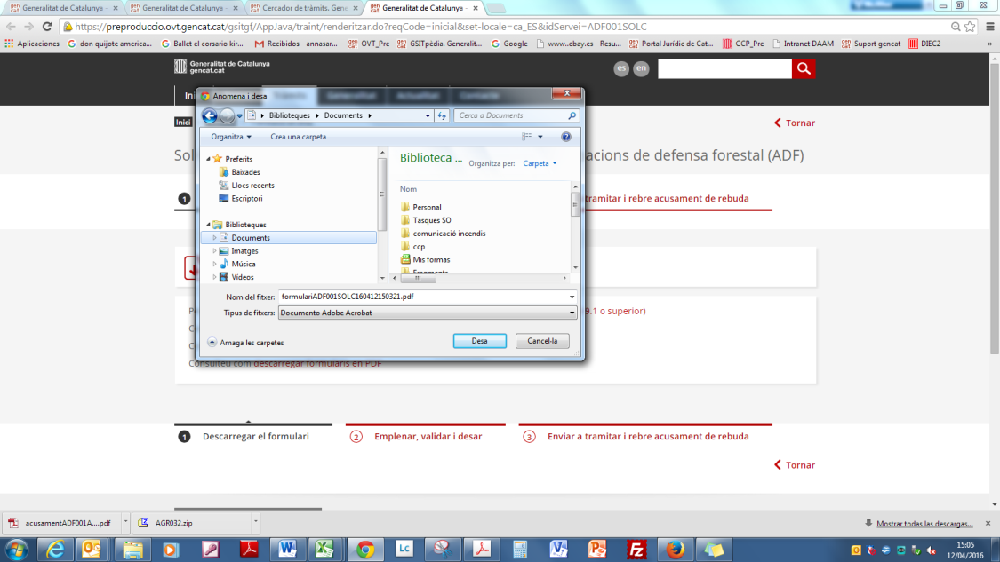 Generalitat de Catalunya -
Generalitat de Catalunya -
Cercador de tràmits. Gene
Generalitat de Catalunya -
https://preproduccio.ovt.gencat.cat/gsitgf/AppJava/traint/renderitzar.do?reqCode=inicial&set-locale=ca_ES&idServei=ADF001SOLC
Aplicaciones don quijote america... Ballet el corsario kir... Recibidos - annasar... OVT_Pre GSITpèdia. Generalit... Google www..ebay.es - Resu... Portal Jurídic de Cat... CCP_Pre Intranet DAAM Suport gencat DIEC2 »
Generalitat de Catalunya
gencat.cat
es en
Ini
Anomena i desa
Biblioteques Documents
Cerca a Documents
Inici
Tornar
Organitza Crea una carpeta
Sol
acions de defensa forestal (ADF)
Preferits
Baixades
Llocs recents
Escriptori
Biblioteques
Documents
Imatges
Música
Vídeos
Biblioteca ...
Organitza per: Carpeta
Nom
Personal
Tasques SO
comunicació incendis
ccp
Mis formas
Fragments
1
tramitar i rebre acusament de rebuda
Nom del fitxer: formulariADF001SOLC160412150321.pdf
Tipus de fitxers: Documento Adobe Acrobat
9.1 o superior)
Amaga les carpetes
Desa
Cancel·la
Consulteu com descarregar formularis en PDF
1 Descarregar el formulari
2 Emplenar, validar i desar
3 Enviar a tramitar i rebre acusament de rebuda
Tornar
acusamentADF001A....pdf
AGR032.zip
Mostrar todas las descargas...
15:05
12/04/2016